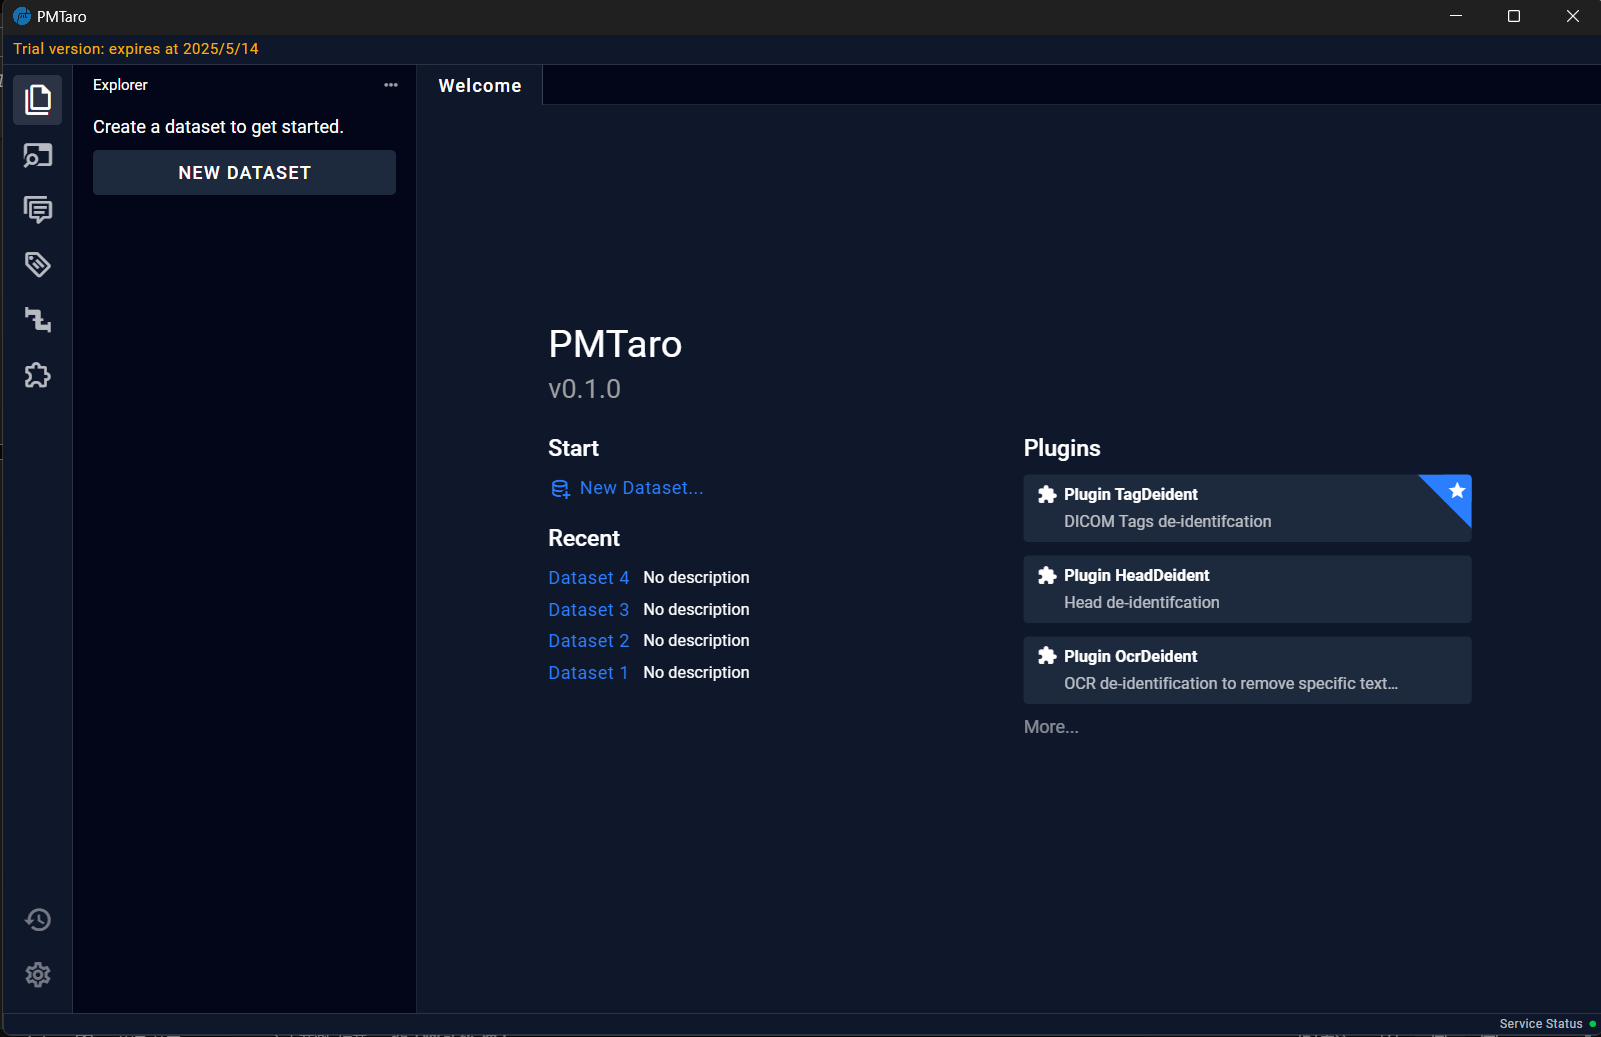 PMTaro
Trial version: expires at 2025/5/14
Explorer
Create a dataset to get started.
NEW DATASET
Welcome
PMTaro
v0.1.0
Start
New Dataset...
Recent
Dataset 4 No description
Dataset 3 No description
Dataset 2 No description
Dataset 1 No description
Plugins
Plugin TagDeident
DICOM Tags de-identifcation
Plugin HeadDeident
Head de-identifcation
Plugin OcrDeident
OCR de-identification to remove specific text...
More...
Service Status